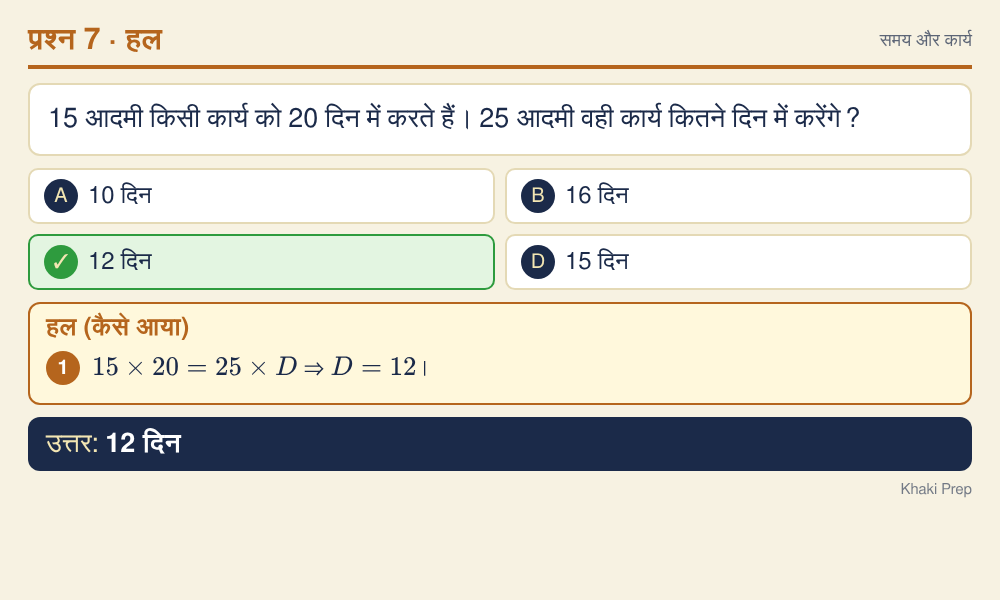 प्रश्न 7 · हल
समय और कार्य
15 आदमी किसी कार्य को 20 दिन में करते हैं। 25 आदमी वही कार्य कितने दिन में करेंगे ?
A 10 दिन
B 16 दिन
✓ 12 दिन
D 15 दिन
हल (कैसे आया)
1 15 × 20 = 25 × D ⇒ D = 12।
उत्तर: 12 दिन
Khaki Prep